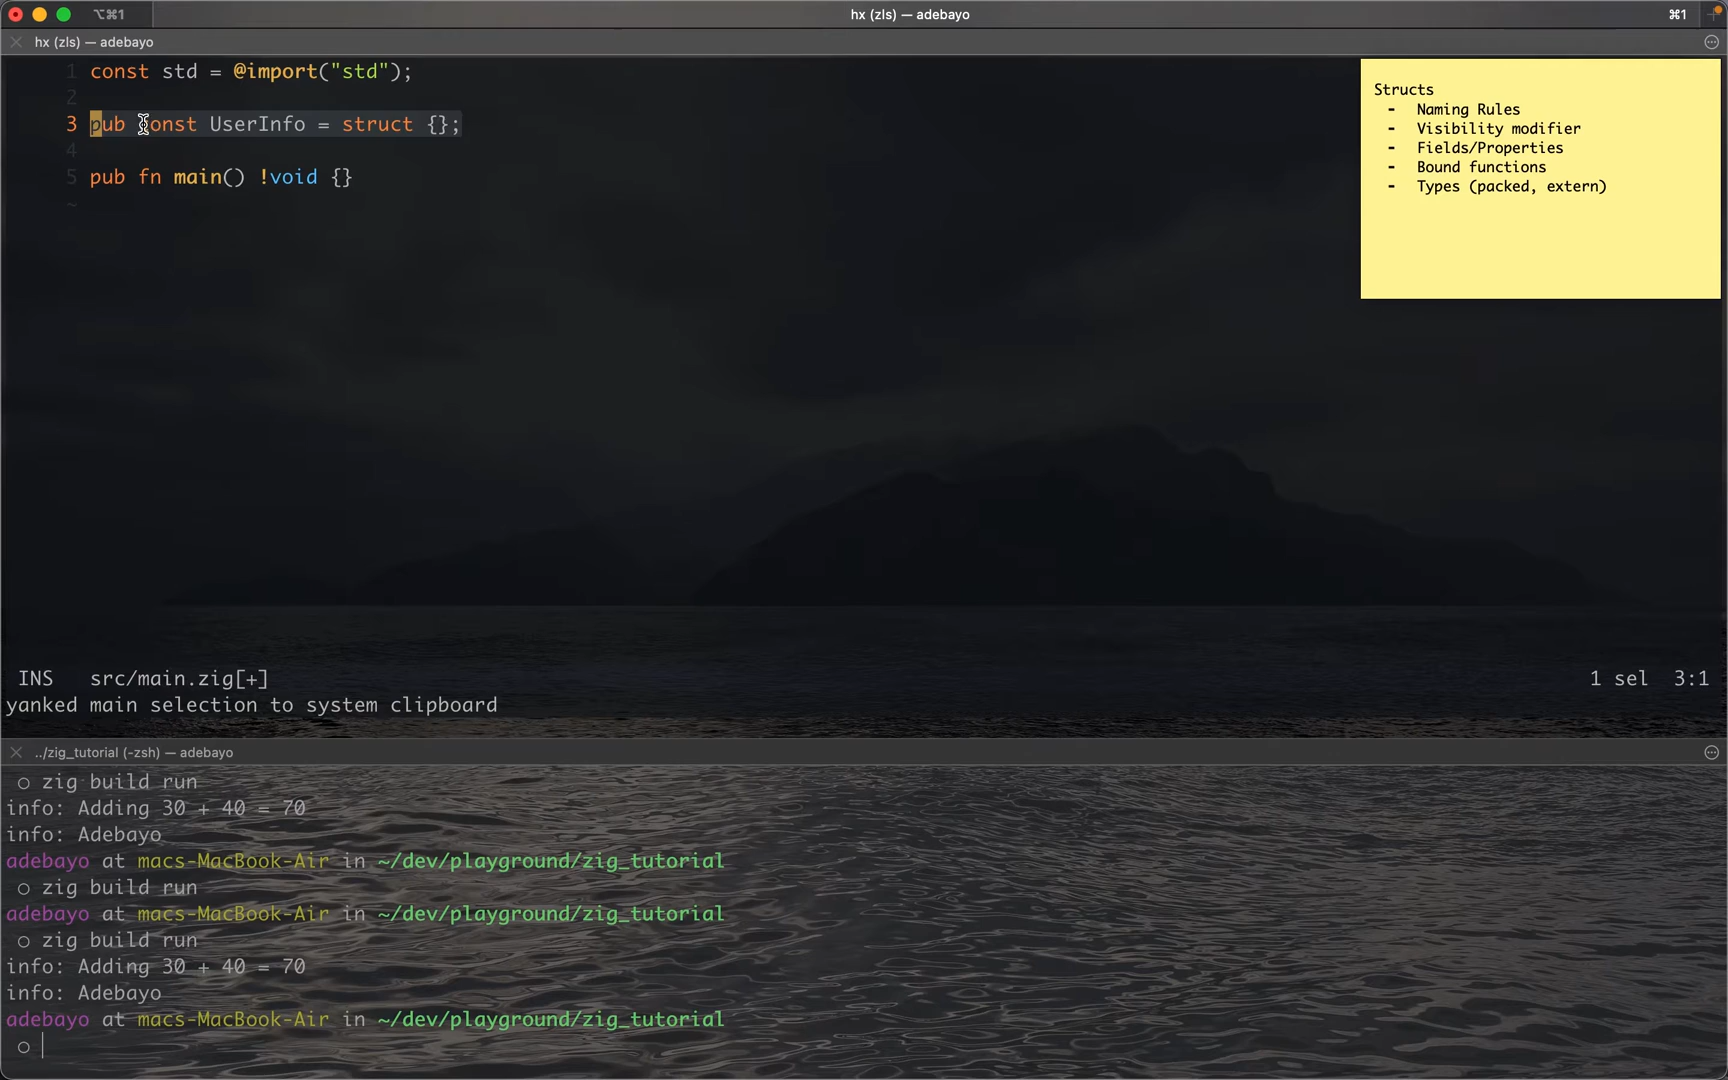 ⌥⌘1
hx (zls) — adebayo
⌘1
hx (zls) — adebayo
1 const std = @import("std");
2
3 pub const UserInfo = struct {};
4
5 pub fn main() !void {}
~
Structs
- Naming Rules
- Visibility modifier
- Fields/Properties
- Bound functions
- Types (packed, extern)
INS src/main.zig[+]
1 sel 3:1
yanked main selection to system clipboard
../zig_tutorial (-zsh) — adebayo
○ zig build run
info: Adding 30 + 40 = 70
info: Adebayo
adebayo at macs-MacBook-Air in ~/dev/playground/zig_tutorial
○ zig build run
adebayo at macs-MacBook-Air in ~/dev/playground/zig_tutorial
○ zig build run
info: Adding 30 + 40 = 70
info: Adebayo
adebayo at macs-MacBook-Air in ~/dev/playground/zig_tutorial
○